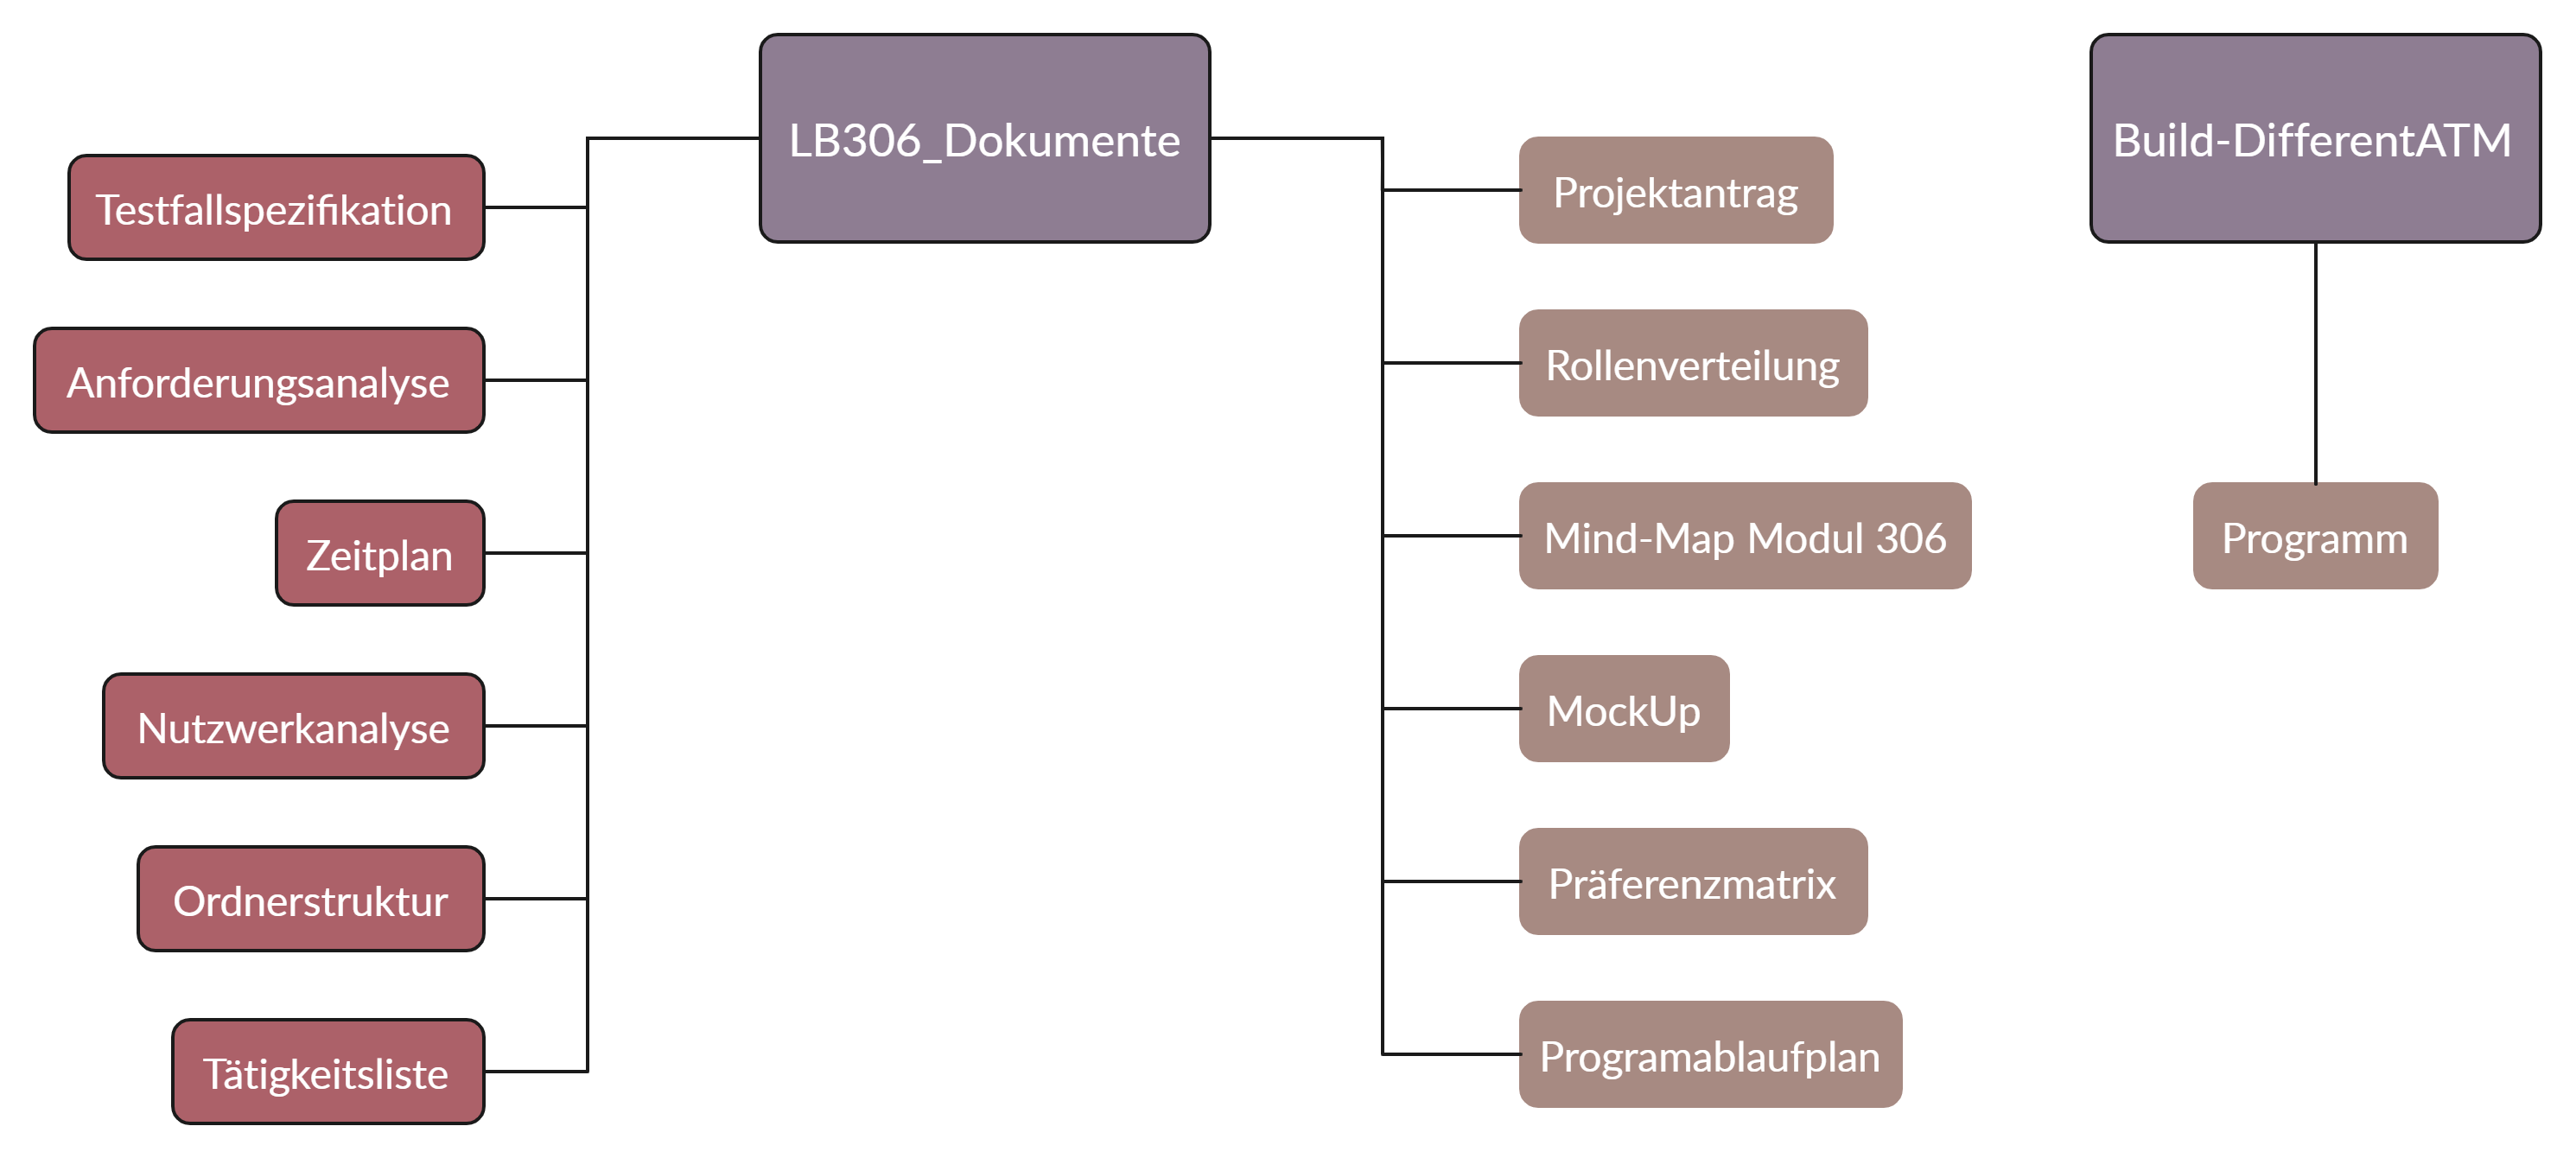 LB306_Dokumente
Build-DifferentATM
Testfallspezifikation
Anforderungsanalyse
Zeitplan
Nutzwerkanalyse
Ordnerstruktur
Tätigkeitsliste
Projektantrag
Rollenverteilung
Mind-Map Modul 306
MockUp
Präferenzmatrix
Programablaufplan
Programm